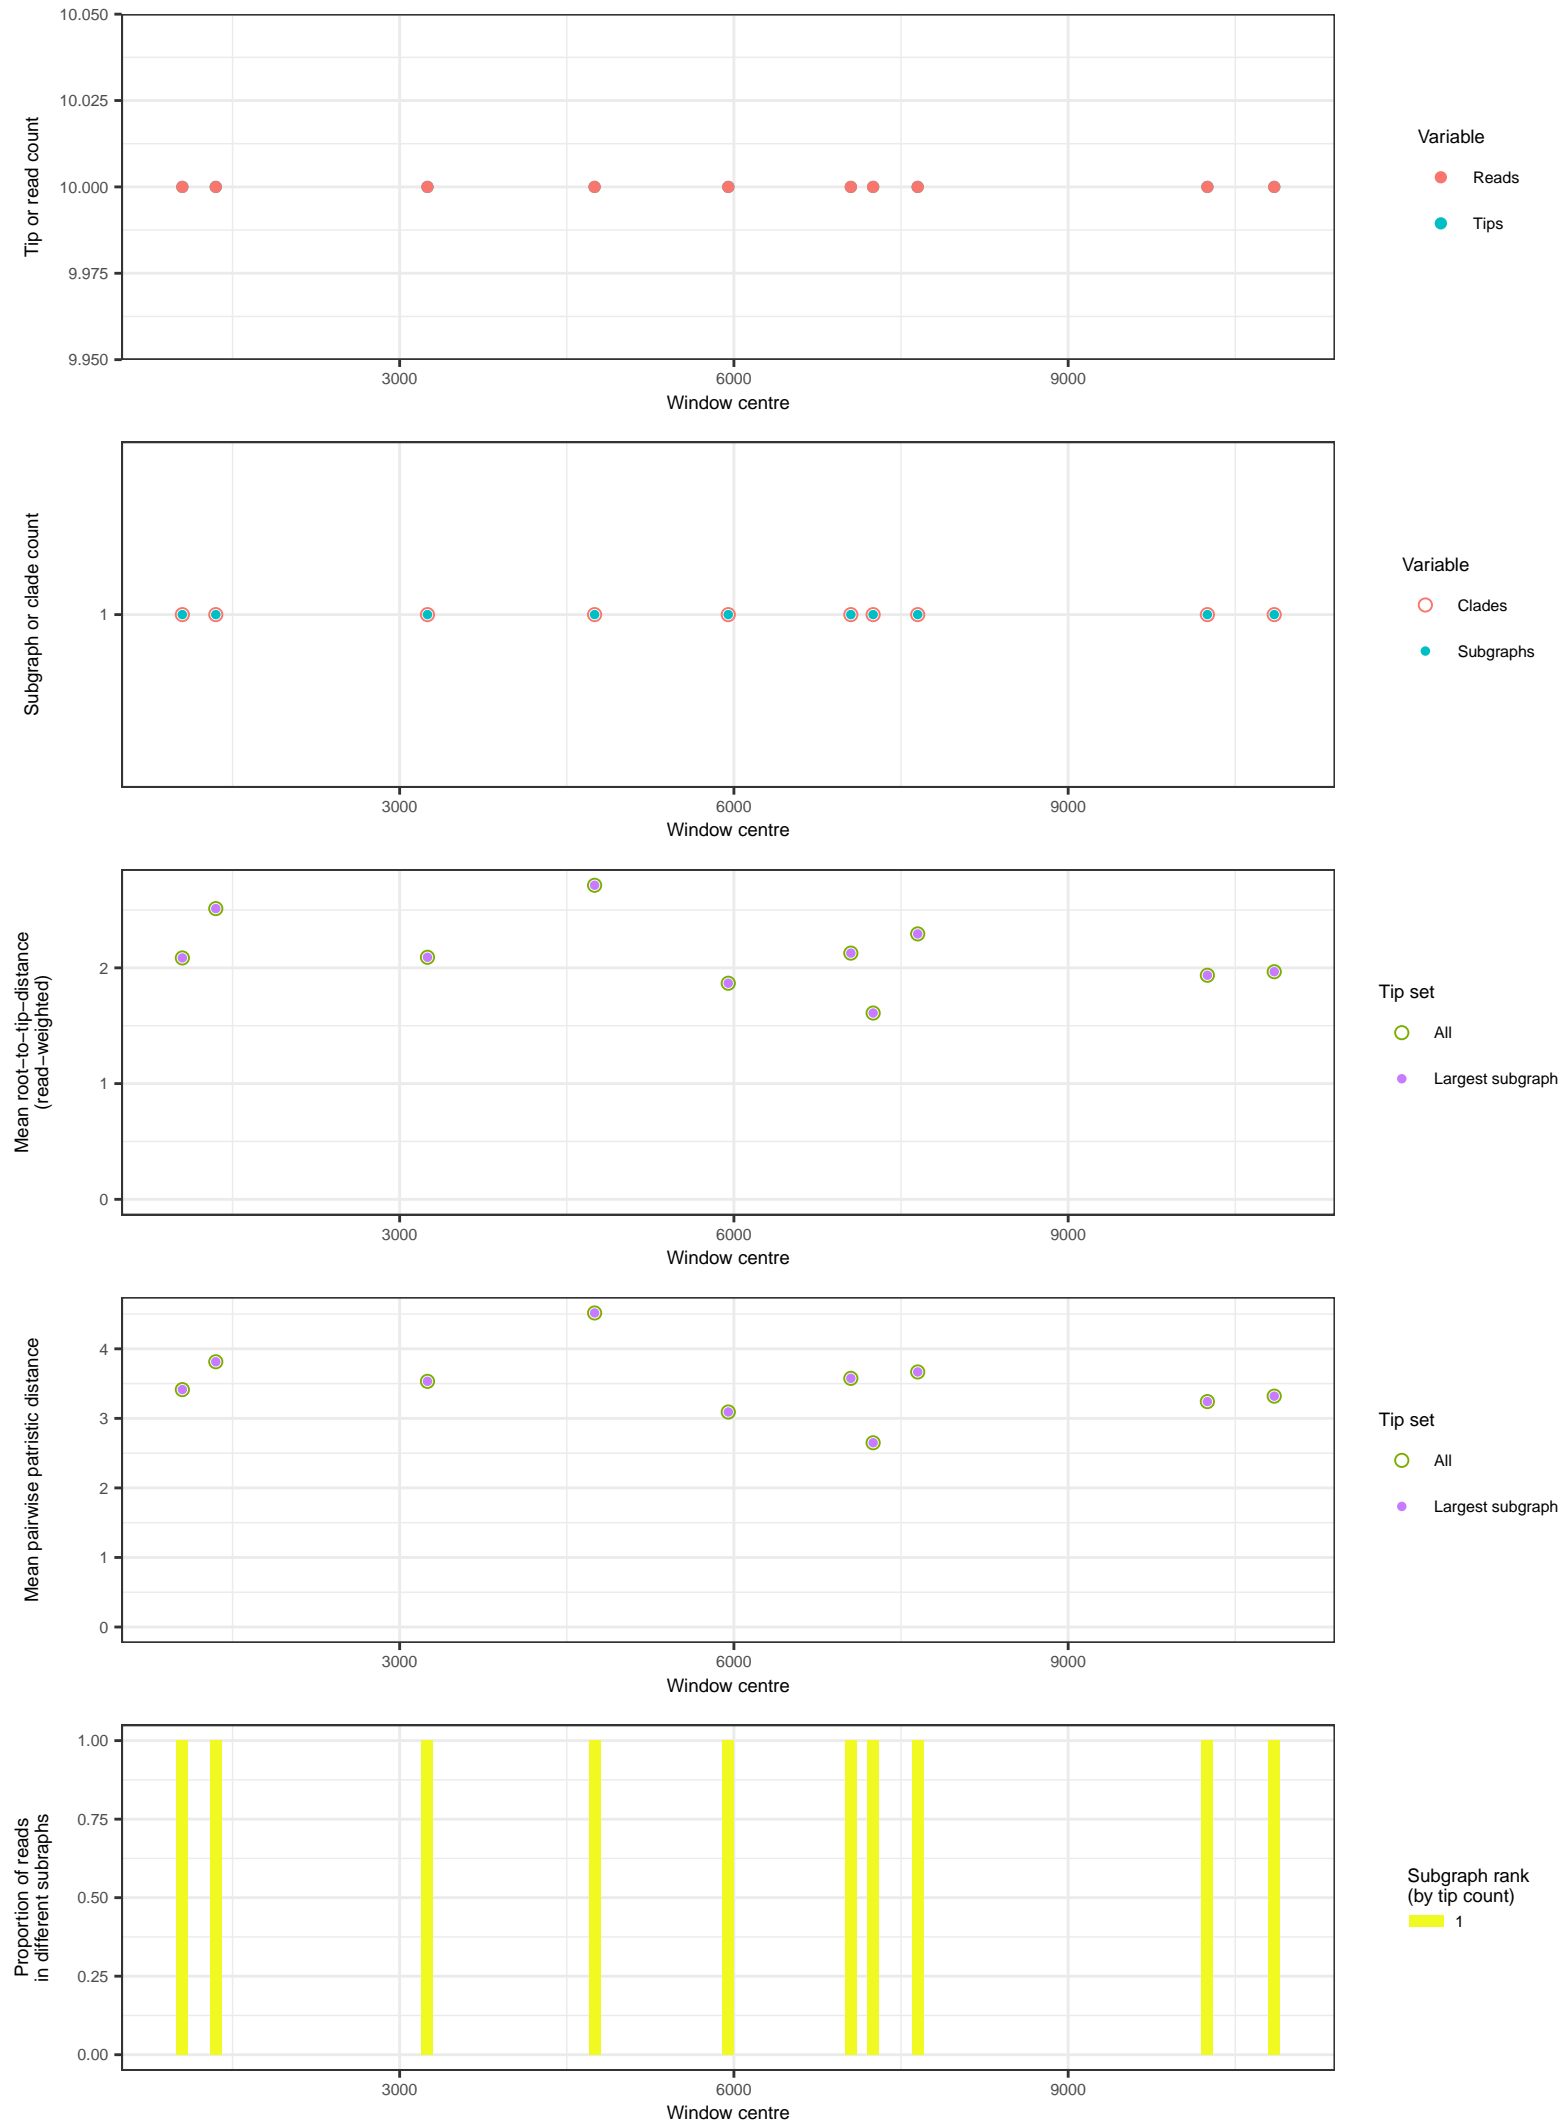 10.050
10.025
10.000
9.975
9.950
Tip or read count
3000
6000
9000
Window centre
Variable
Reads
Tips
1
Subgraph or clade count
3000
6000
9000
Window centre
Variable
Clades
Subgraphs
2
1
0
Mean root−to−tip−distance
(read−weighted)
3000
6000
9000
Window centre
Tip set
All
Largest subgraph
4
3
2
1
0
Mean pairwise patristic distance
3000
6000
9000
Window centre
Tip set
All
Largest subgraph
1.00
0.75
0.50
0.25
0.00
Proportion of reads
in different subraphs
3000
6000
9000
Window centre
Subgraph rank
(by tip count)
1